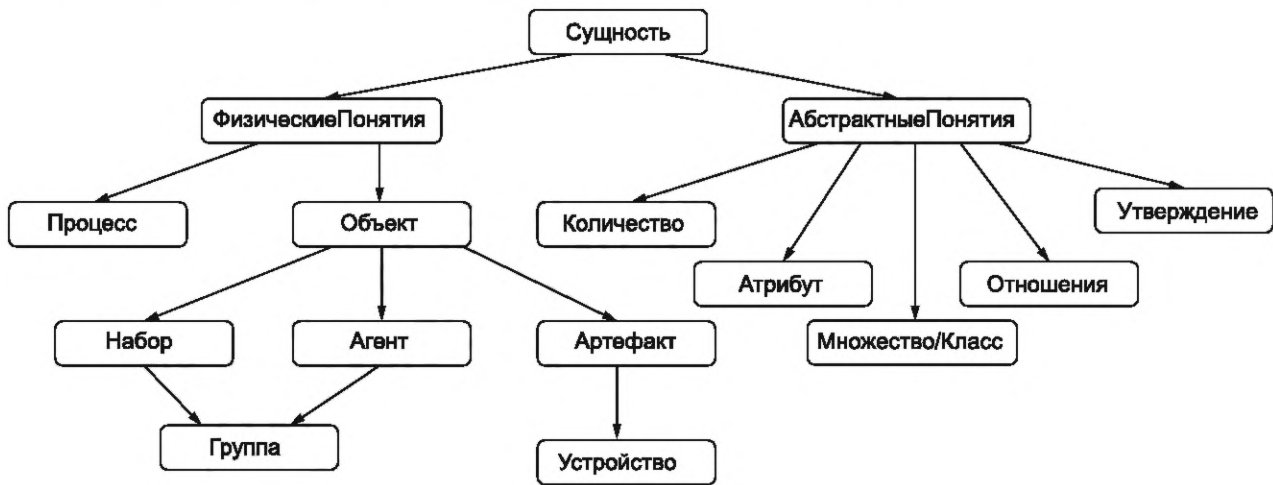 Сущность
ФизическиеПонятия
АбстрактныеПонятия
Процесс
Объект
Количество
Утверждение
Атрибут
Отношения
Набор
Агент
Артефакт
Множество/Класс
Группа
Устройство